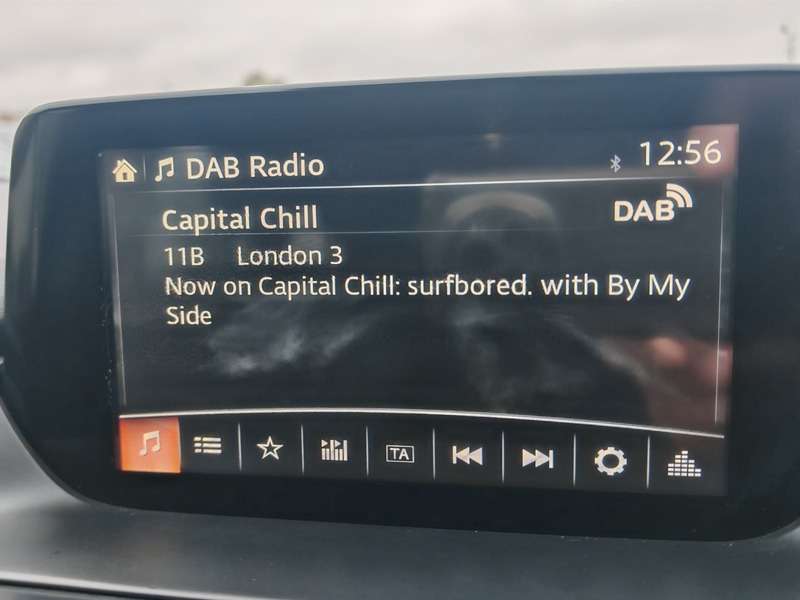 DAB Radio 12:56
Capital Chill DAB
11B London 3
Now on Capital Chill: surfbored. with By My
Side
TA